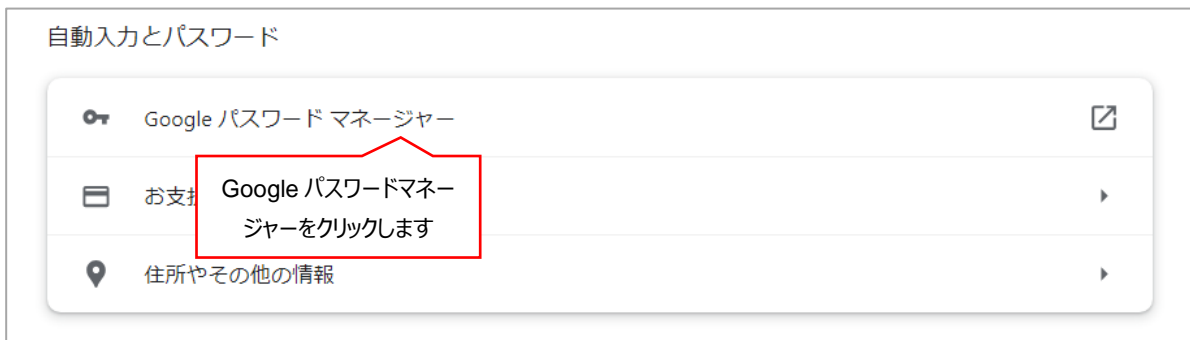 自動入力とパスワード
Google パスワード マネージャー
Google パスワードマネー
ジャーをクリックします
お支
住所やその他の情報